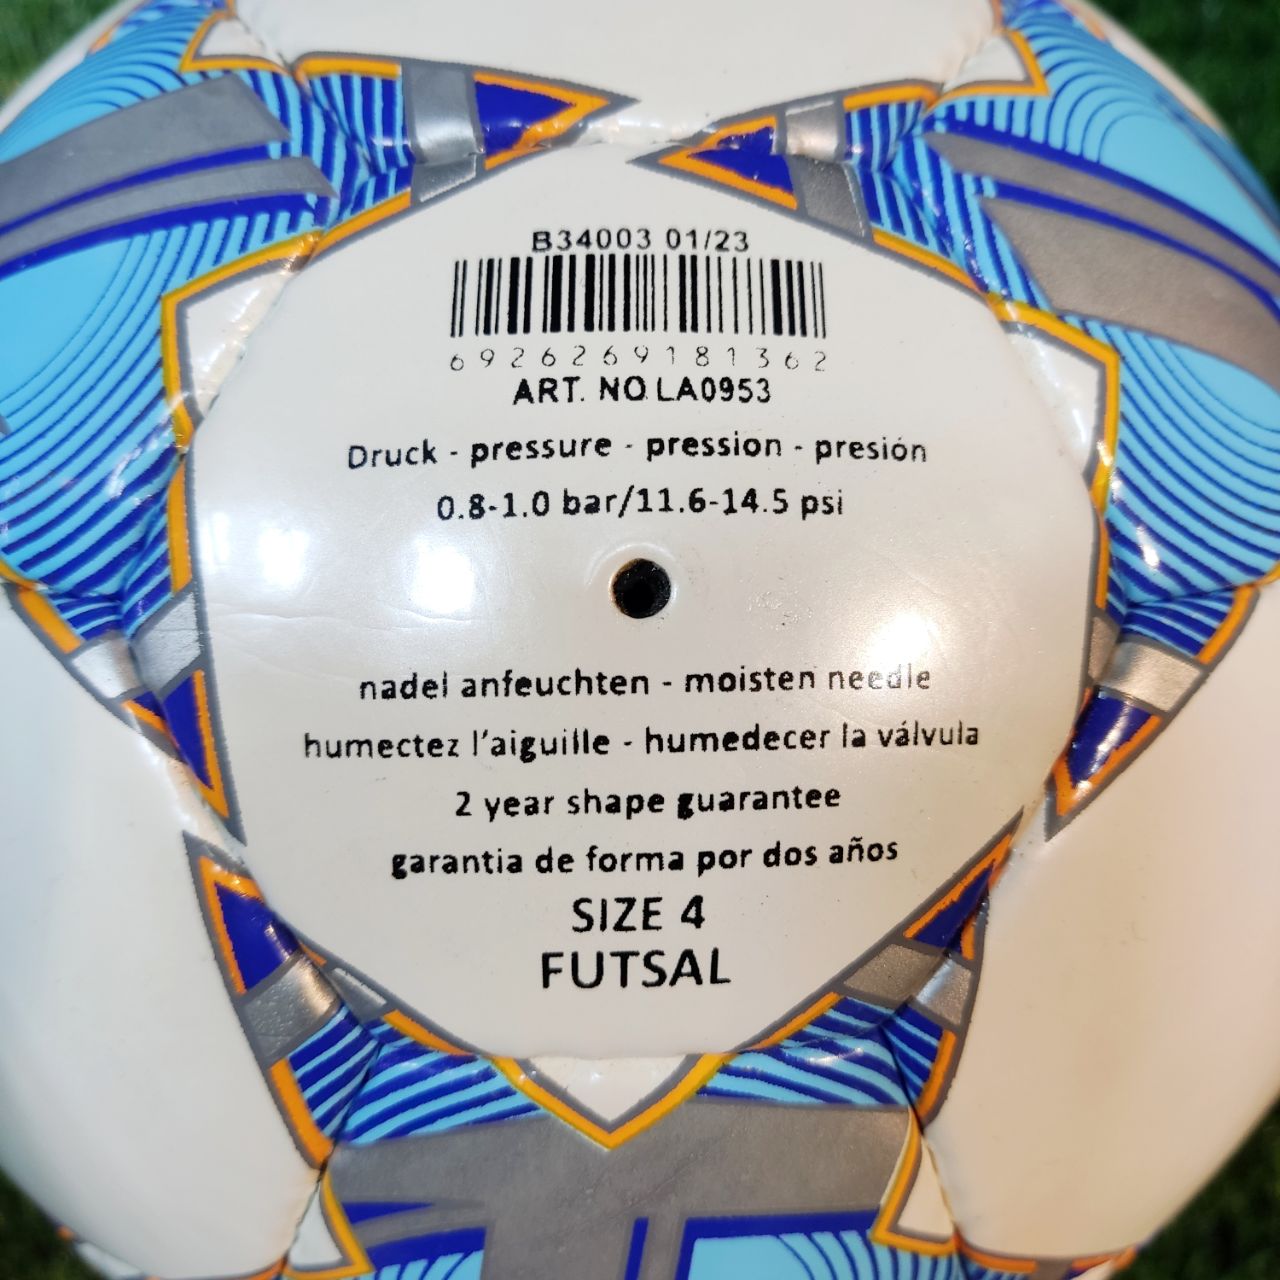 B34003 01/23
6926269181362
ART. NO.LA0953
Druck - pressure - pression - presión
0.8-1.0 bar/11.6-14.5 psi
nadel anfeuchten - moisten needle
humectez l'aiguille - humedecer la válvula
2 year shape guarantee
garantia de forma por dos años
SIZE 4
FUTSAL